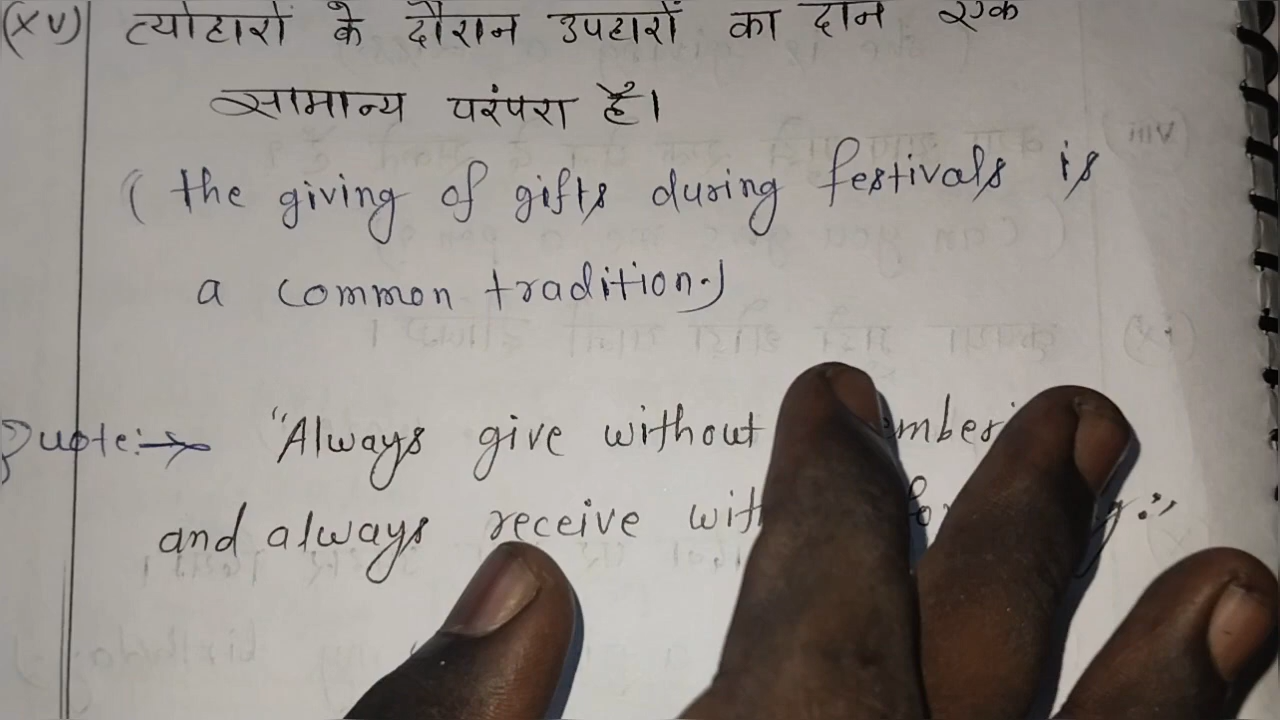 (XV) त्योहारों के दौरान उपहारों का दान एक
सामान्य परंपरा है।
( the giving of gifts during festivals is
a common tradition.)
Quote:→ "Always give without
and always receive